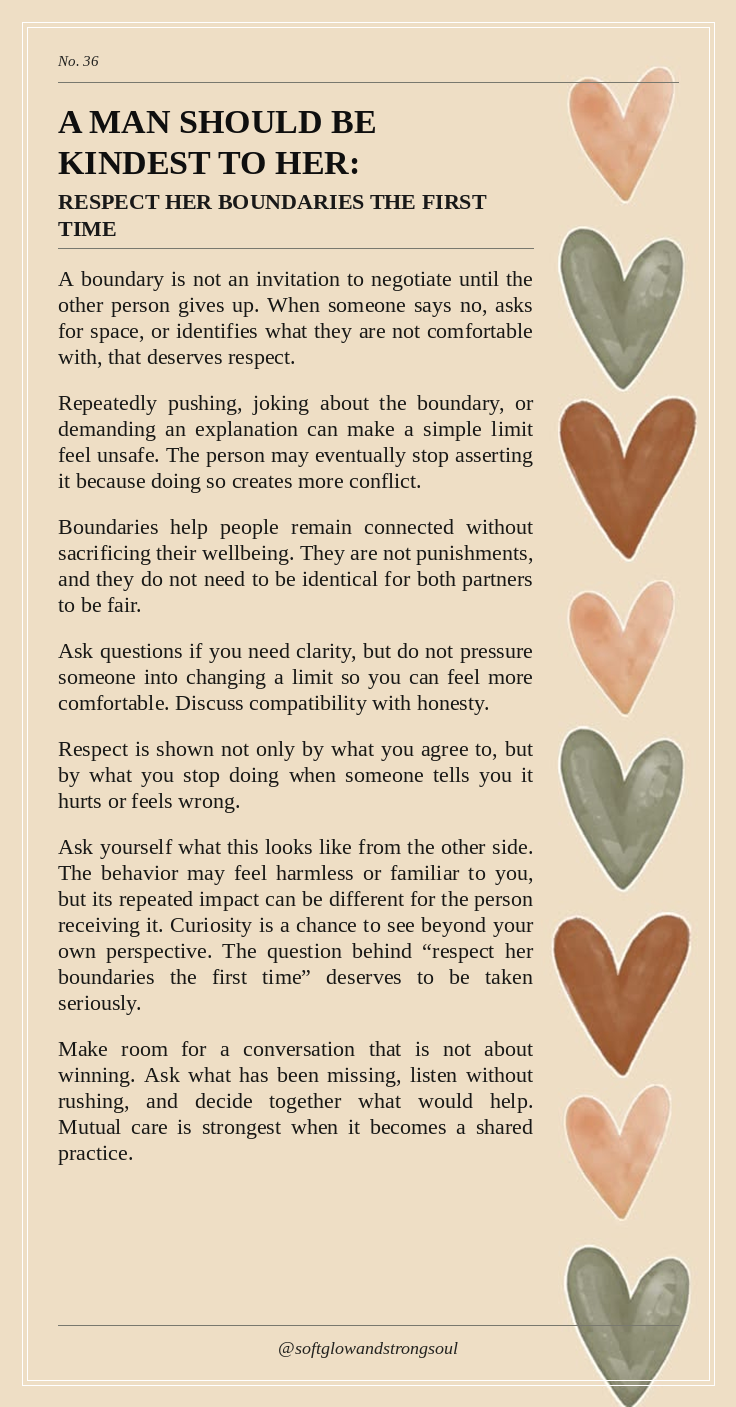 No. 36
A MAN SHOULD BE
KINDEST TO HER:
RESPECT HER BOUNDARIES THE FIRST
TIME
A boundary is not an invitation to negotiate until the
other person gives up. When someone says no, asks
for space, or identifies what they are not comfortable
with, that deserves respect.
Repeatedly pushing, joking about the boundary, or
demanding an explanation can make a simple limit
feel unsafe. The person may eventually stop asserting
it because doing so creates more conflict.
Boundaries help people remain connected without
sacrificing their wellbeing. They are not punishments,
and they do not need to be identical for both partners
to be fair.
Ask questions if you need clarity, but do not pressure
someone into changing a limit so you can feel more
comfortable. Discuss compatibility with honesty.
Respect is shown not only by what you agree to, but
by what you stop doing when someone tells you it
hurts or feels wrong.
Ask yourself what this looks like from the other side.
The behavior may feel harmless or familiar to you,
but its repeated impact can be different for the person
receiving it. Curiosity is a chance to see beyond your
own perspective. The question behind “respect her
boundaries the first time” deserves to be taken
seriously.
Make room for a conversation that is not about
winning. Ask what has been missing, listen without
rushing, and decide together what would help.
Mutual care is strongest when it becomes a shared
practice.
@softglowandstrongsoul